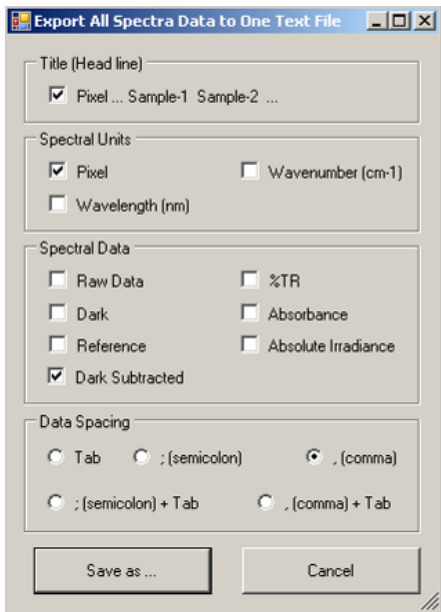 Export All Spectra Data to One Text File
Title (Head line)
Pixel ... Sample-1 Sample-2 ...
Spectral Units
Pixel Wavenumber (cm-1)
Wavelength (nm)
Spectral Data
Raw Data %TR
Dark Absorbance
Reference Absolute Irradiance
Dark Subtracted
Data Spacing
Tab ; (semicolon) , (comma)
; (semicolon) + Tab , (comma) + Tab
Save as ... Cancel